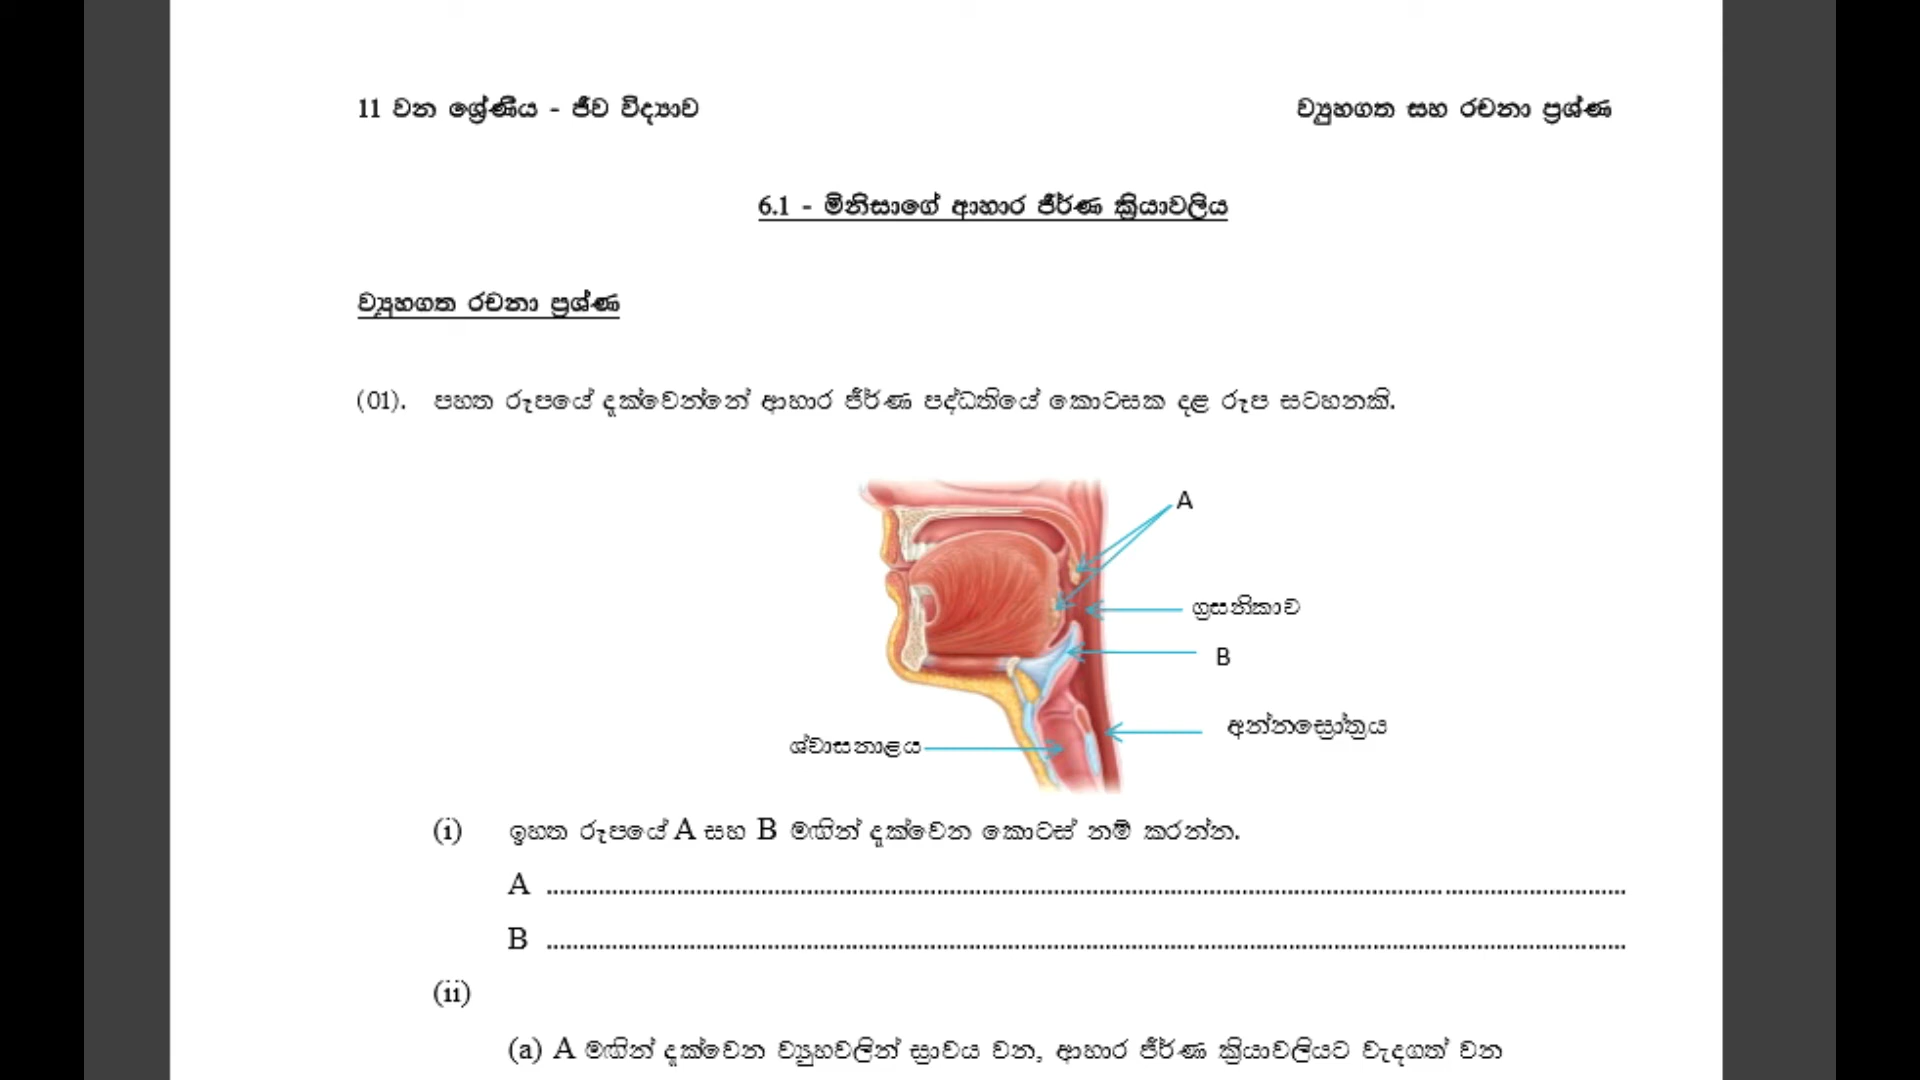 11 වන ශ්‍රේණිය - ජීව විද්‍යාව
ව්‍යුහගත සහ රචනා ප්‍රශ්ණ
6.1 - මිනිසාගේ ආහාර ජීර්ණ ක්‍රියාවලිය
ව්‍යුහගත රචනා ප්‍රශ්ණ
(01). පහත රූපයේ දැක්වෙන්නේ ආහාර ජීර්ණ පද්ධතියේ කොටසක දළ රූප සටහනකි.
A
ග්‍රසනිකාව
B
අන්නස්‍රෝත්‍රය
ශ්වාසනාළය
(i) ඉහත රූපයේ A සහ B මඟින් දැක්වෙන කොටස් නම් කරන්න.
A ....................................................................................................
B ....................................................................................................
(ii)
(a) A මඟින් දැක්වෙන ව්‍යුහවලින් ස්‍රාවය වන, ආහාර ජීර්ණ ක්‍රියාවලියට වැදගත් වන